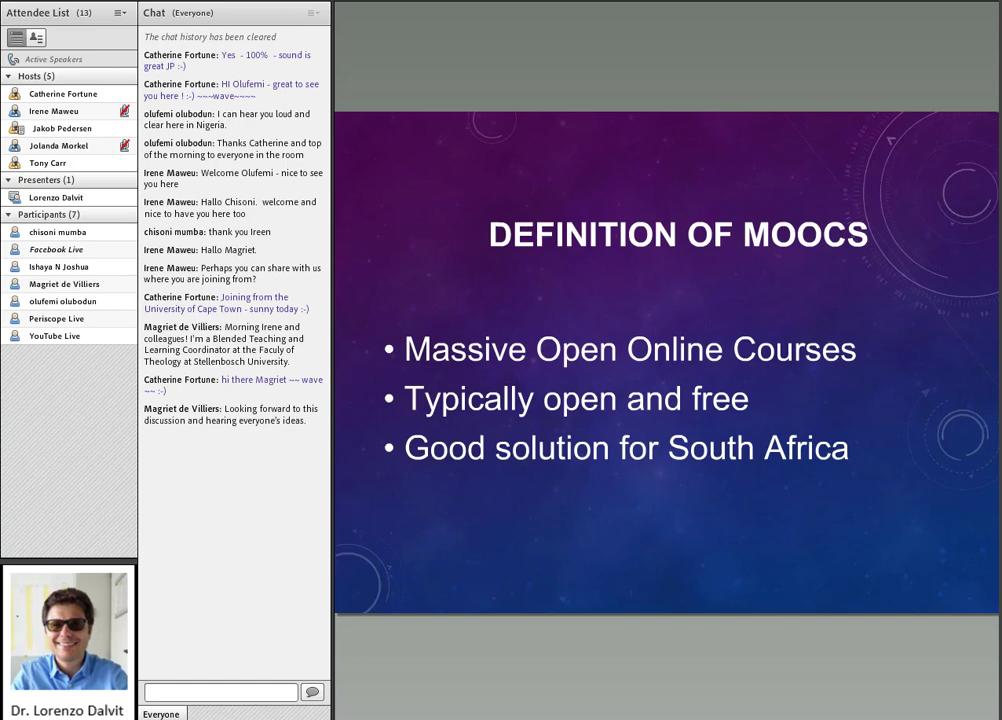 Attendee List (13)
Active Speakers
Hosts (5)
Catherine Fortune
Irene Maweu
Jakob Pedersen
Jolanda Morkel
Tony Carr
Presenters (1)
Lorenzo Dalvit
Participants (7)
chisoni mumba
Facebook Live
Ishaya N Joshua
Magriet de Villiers
olufemi olubodun
Periscope Live
YouTube Live
Dr. Lorenzo Dalvit
Chat (Everyone)
The chat history has been cleared
Catherine Fortune: Yes - 100% - sound is
great JP :-)
Catherine Fortune: HI Olufemi - great to see
you here ! :-) ~~~wave~~~~
olufemi olubodun: I can hear you loud and
clear here in Nigeria.
olufemi olubodun: Thanks Catherine and top
of the morning to everyone in the room
Irene Maweu: Welcome Olufemi - nice to see
you here
Irene Maweu: Hallo Chisoni. welcome and
nice to have you here too
chisoni mumba: thank you Ireen
Irene Maweu: Hallo Magriet.
Irene Maweu: Perhaps you can share with us
where you are joining from?
Catherine Fortune: Joining from the
University of Cape Town - sunny today :-)
Magriet de Villiers: Morning Irene and
colleagues! I'm a Blended Teaching and
Learning Coordinator at the Faculy of
Theology at Stellenbosch University.
Catherine Fortune: hi there Magriet ~~ wave
~~ :-)
Magriet de Villiers: Looking forward to this
discussion and hearing everyone's ideas.
Everyone
DEFINITION OF MOOCS
• Massive Open Online Courses
• Typically open and free
• Good solution for South Africa